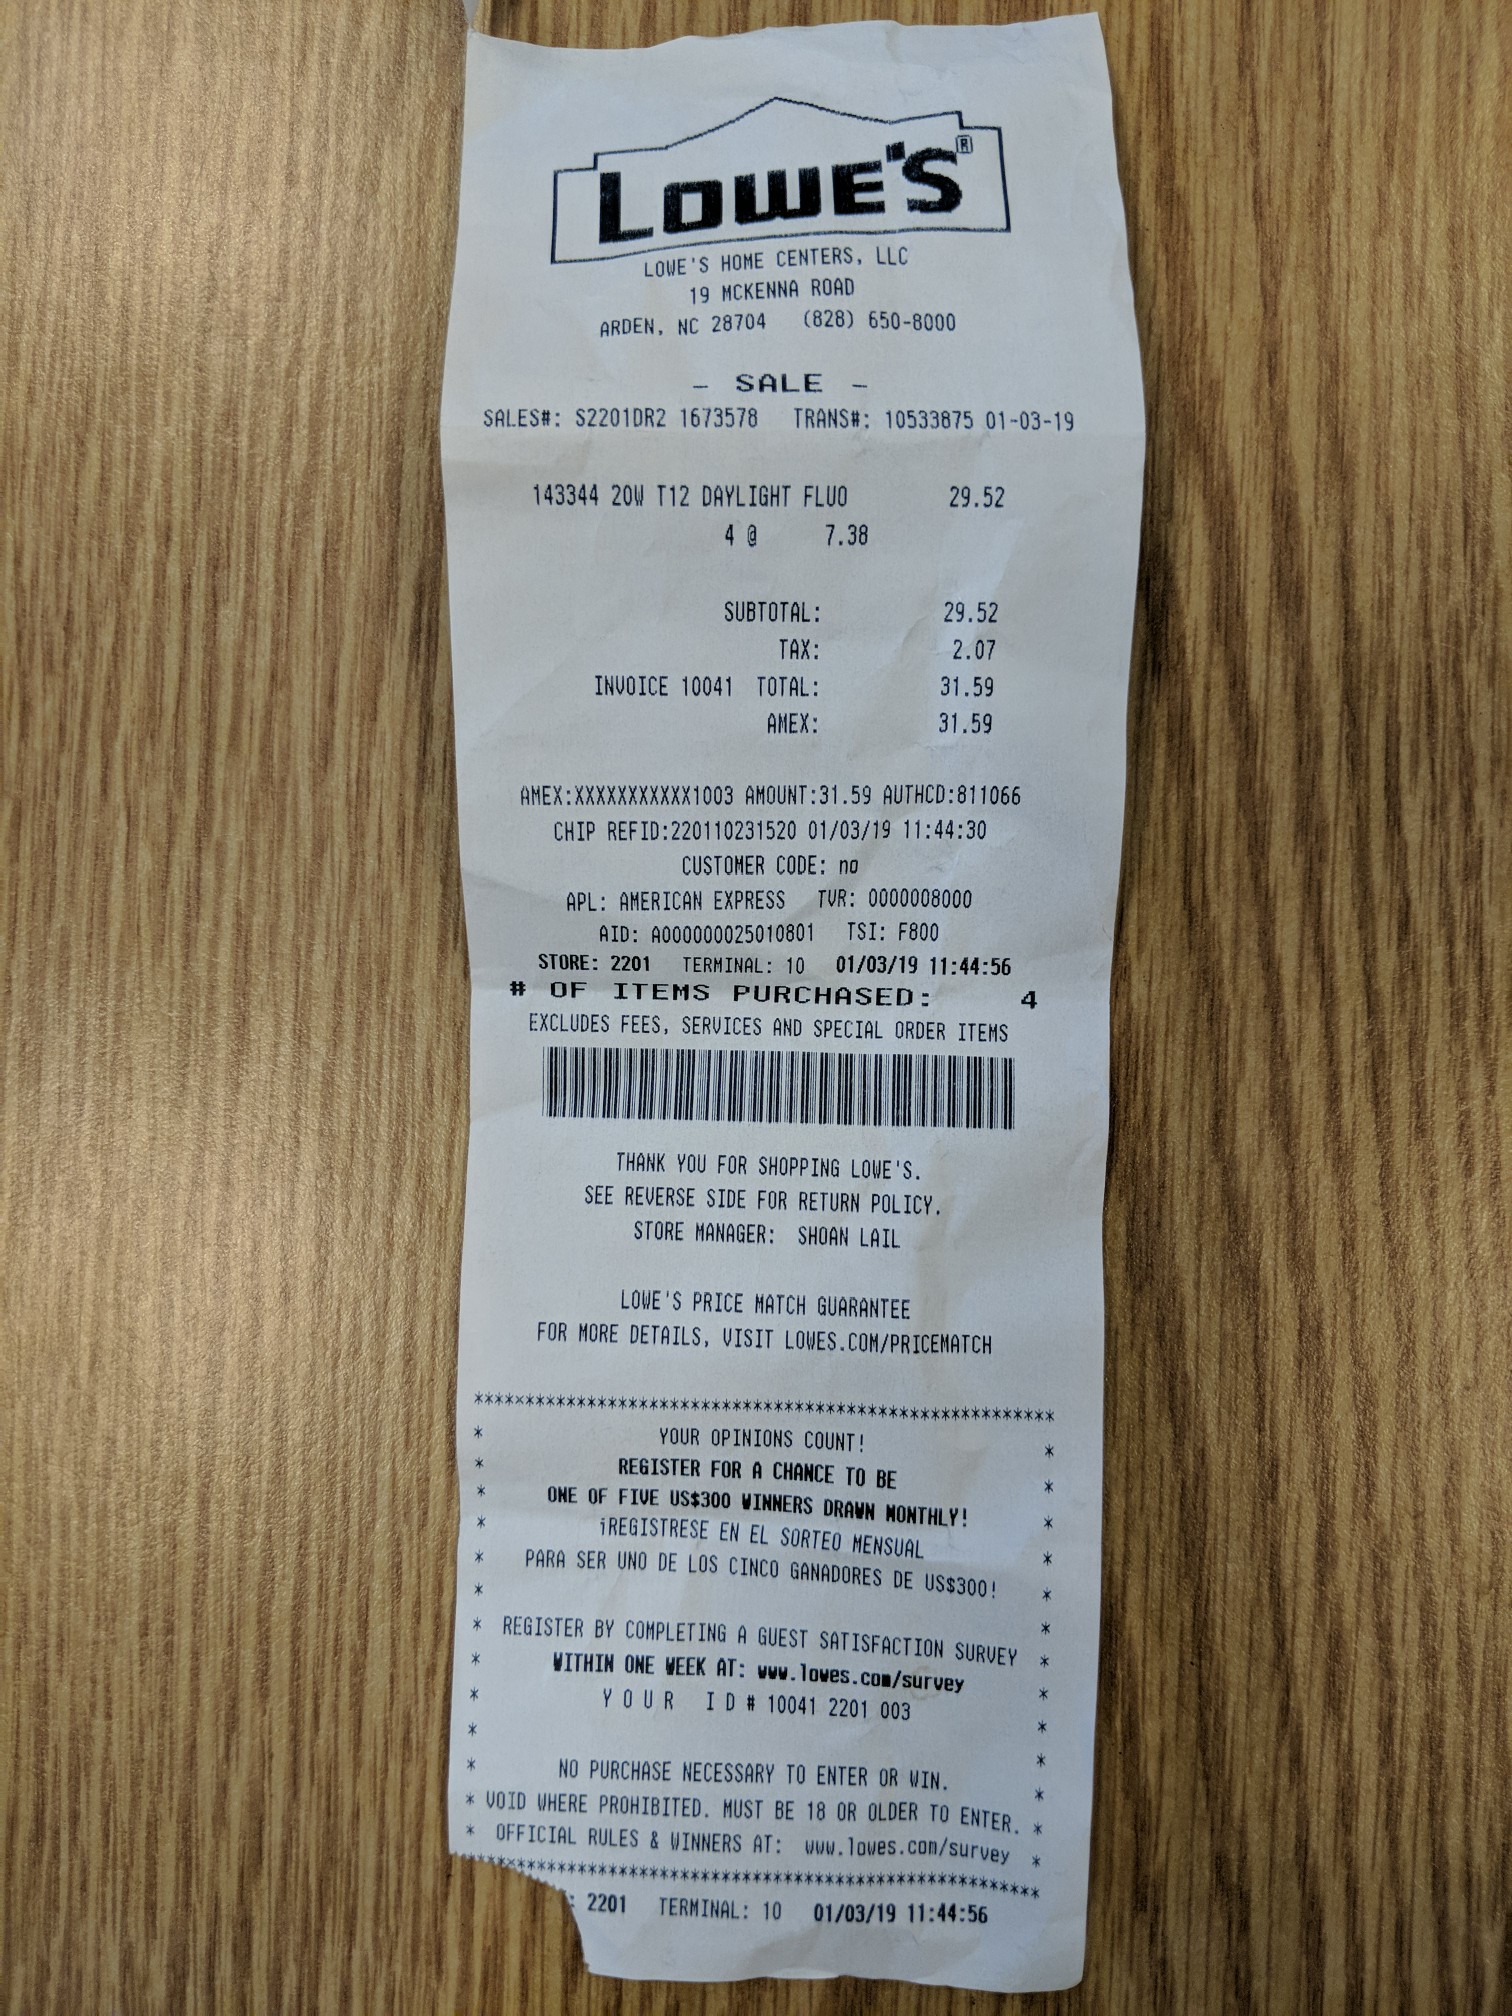 LOWE'S®
LOWE'S HOME CENTERS, LLC
19 MCKENNA ROAD
ARDEN, NC 28704 (828) 650-8000
- SALE -
SALES#: S2201DR2 1673578 TRANS#: 10533875 01-03-19
143344 20W T12 DAYLIGHT FLUO 29.52
4 @ 7.38
SUBTOTAL: 29.52
TAX: 2.07
INVOICE 10041 TOTAL: 31.59
AMEX: 31.59
AMEX:XXXXXXXXXXX1003 AMOUNT:31.59 AUTHCD:811066
CHIP REFID:220110231520 01/03/19 11:44:30
CUSTOMER CODE: no
APL: AMERICAN EXPRESS TVR: 0000008000
AID: A000000025010801 TSI: F800
STORE: 2201 TERMINAL: 10 01/03/19 11:44:56
# OF ITEMS PURCHASED: 4
EXCLUDES FEES, SERVICES AND SPECIAL ORDER ITEMS
THANK YOU FOR SHOPPING LOWE'S.
SEE REVERSE SIDE FOR RETURN POLICY.
STORE MANAGER: SHOAN LAIL
LOWE'S PRICE MATCH GUARANTEE
FOR MORE DETAILS, VISIT LOWES.COM/PRICEMATCH
********************************************************
* YOUR OPINIONS COUNT! *
* REGISTER FOR A CHANCE TO BE *
* ONE OF FIVE US$300 WINNERS DRAWN MONTHLY! *
* ¡REGISTRESE EN EL SORTEO MENSUAL *
* PARA SER UNO DE LOS CINCO GANADORES DE US$300! *
* *
* REGISTER BY COMPLETING A GUEST SATISFACTION SURVEY *
* WITHIN ONE WEEK AT: www.lowes.com/survey *
* Y O U R I D # 10041 2201 003 *
* *
* NO PURCHASE NECESSARY TO ENTER OR WIN. *
* VOID WHERE PROHIBITED. MUST BE 18 OR OLDER TO ENTER. *
* OFFICIAL RULES & WINNERS AT: www.lowes.com/survey *
********************************************************
: 2201 TERMINAL: 10 01/03/19 11:44:56